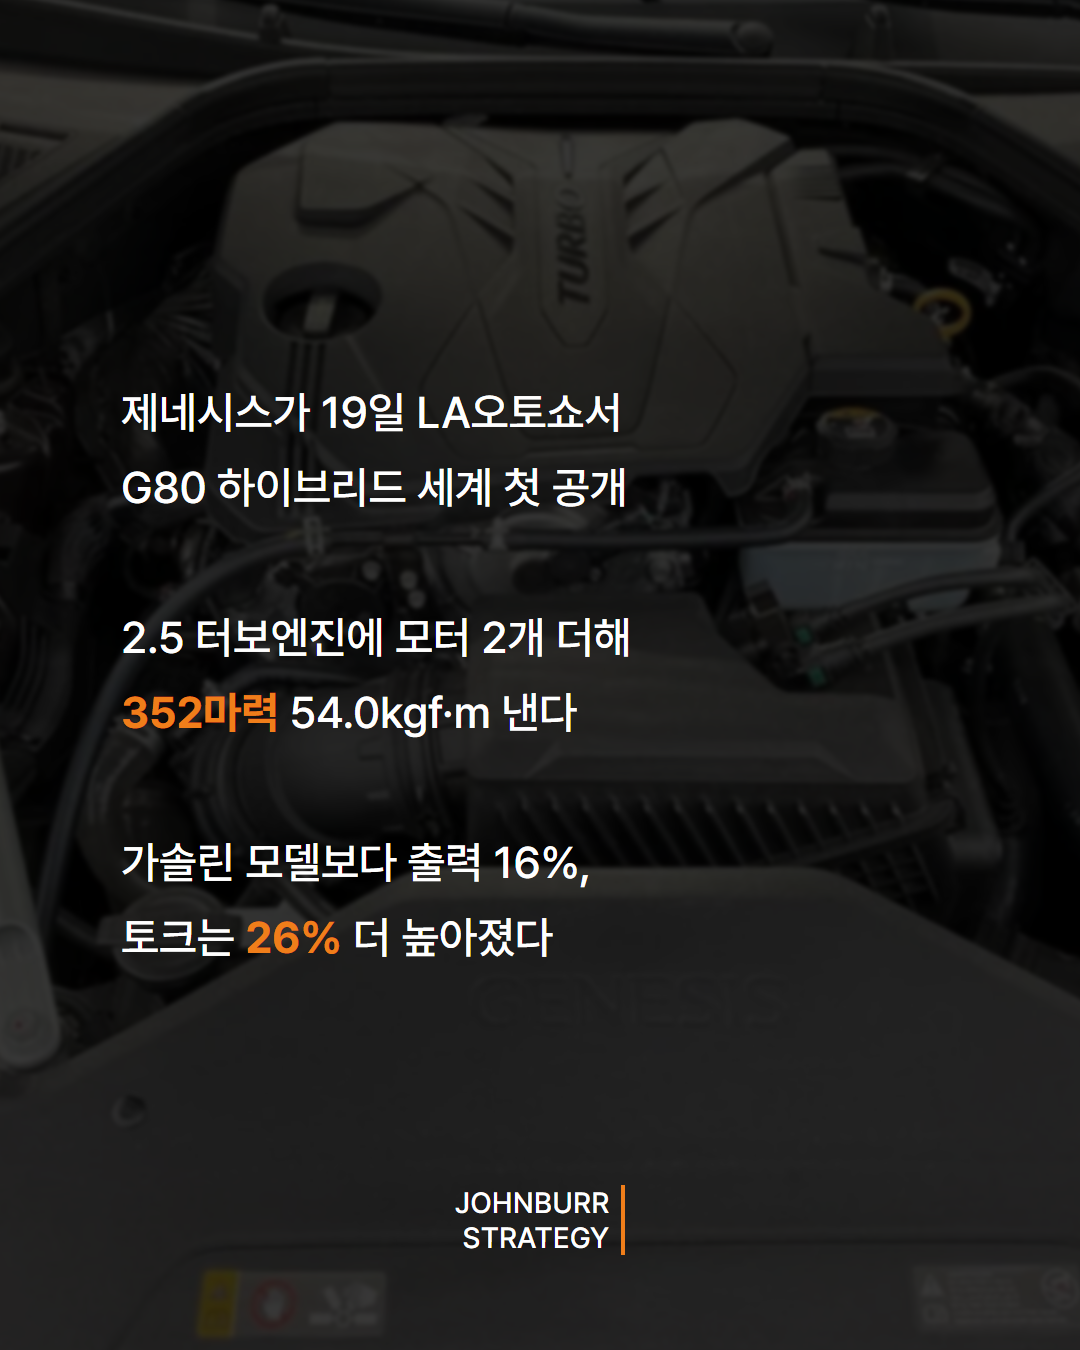 TURBO
제네시스가 19일 LA오토쇼서
G80 하이브리드 세계 첫 공개
2.5 터보엔진에 모터 2개 더해
352마력 54.0kgf·m 낸다
가솔린 모델보다 출력 16%,
토크는 26% 더 높아졌다
GENESIS
JOHNBURR
STRATEGY